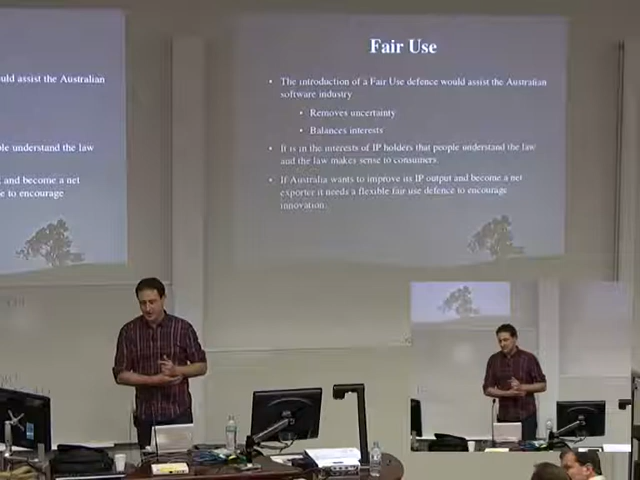 uld assist the Australian
ple understand the law
and become a net
e to encourage
Fair Use
• The introduction of a Fair Use defence would assist the Australian
software industry
• Removes uncertainty
• Balances interests
• It is in the interests of IP holders that people understand the law
and the law makes sense to consumers.
• If Australia wants to improve its IP output and become a net
exporter it needs a flexible fair use defence to encourage
innovation.